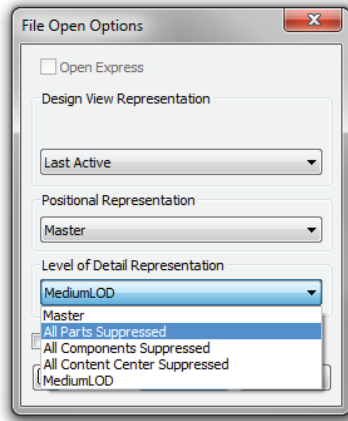 File Open Options
Open Express
Design View Representation
Last Active
Positional Representation
Master
Level of Detail Representation
MediumLOD
Master
All Parts Suppressed
All Components Suppressed
All Content Center Suppressed
MediumLOD